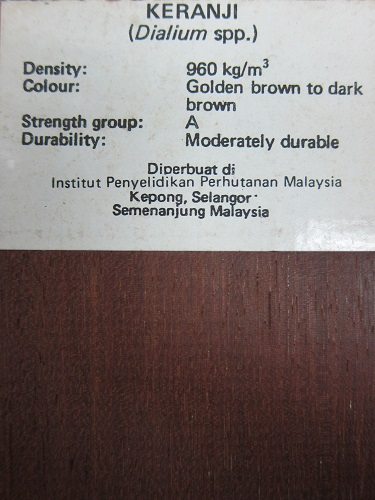 KERANJI
(Dialium spp.)
Density: 960 kg/m³
Colour: Golden brown to dark
brown
Strength group: A
Durability: Moderately durable
Diperbuat di
Institut Penyelidikan Perhutanan Malaysia
Kepong, Selangor
Semenanjung Malaysia